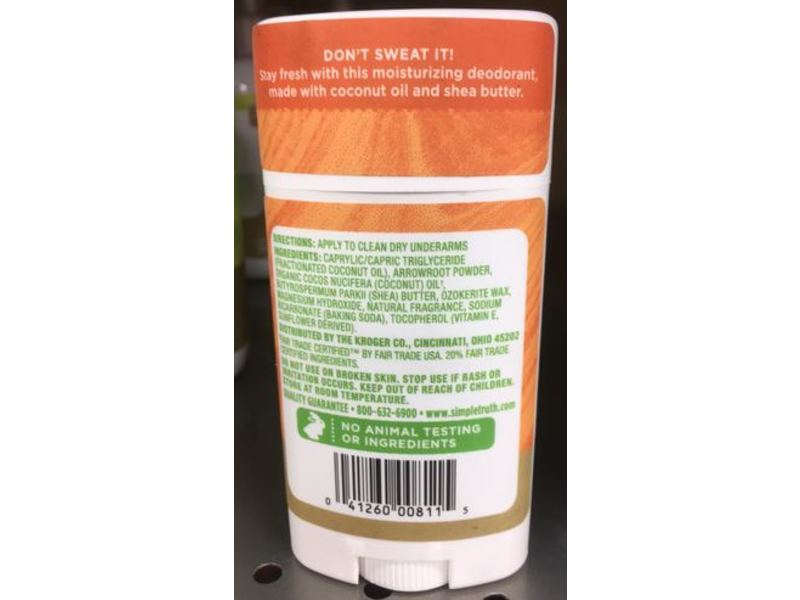 DON'T SWEAT IT!
Stay fresh with this moisturizing deodorant,
made with coconut oil and shea butter.
DIRECTIONS: APPLY TO CLEAN DRY UNDERARMS
INGREDIENTS: CAPRYLIC/CAPRIC TRIGLYCERIDE
(FRACTIONATED COCONUT OIL), ARROWROOT POWDER,
ORGANIC COCOS NUCIFERA (COCONUT) OIL†,
BUTYROSPERMUM PARKII (SHEA) BUTTER, OZOKERITE WAX,
MAGNESIUM HYDROXIDE, NATURAL FRAGRANCE, SODIUM
BICARBONATE (BAKING SODA), TOCOPHEROL (VITAMIN E,
SUNFLOWER DERIVED).
DISTRIBUTED BY THE KROGER CO., CINCINNATI, OHIO 45202
FAIR TRADE CERTIFIED™ BY FAIR TRADE USA. 20% FAIR TRADE
CERTIFIED INGREDIENTS.
DO NOT USE ON BROKEN SKIN. STOP USE IF RASH OR
IRRITATION OCCURS. KEEP OUT OF REACH OF CHILDREN.
STORE AT ROOM TEMPERATURE.
QUALITY GUARANTEE • 800-632-6900 • www.simpletruth.com
NO ANIMAL TESTING
OR INGREDIENTS
0 41260 00811 5